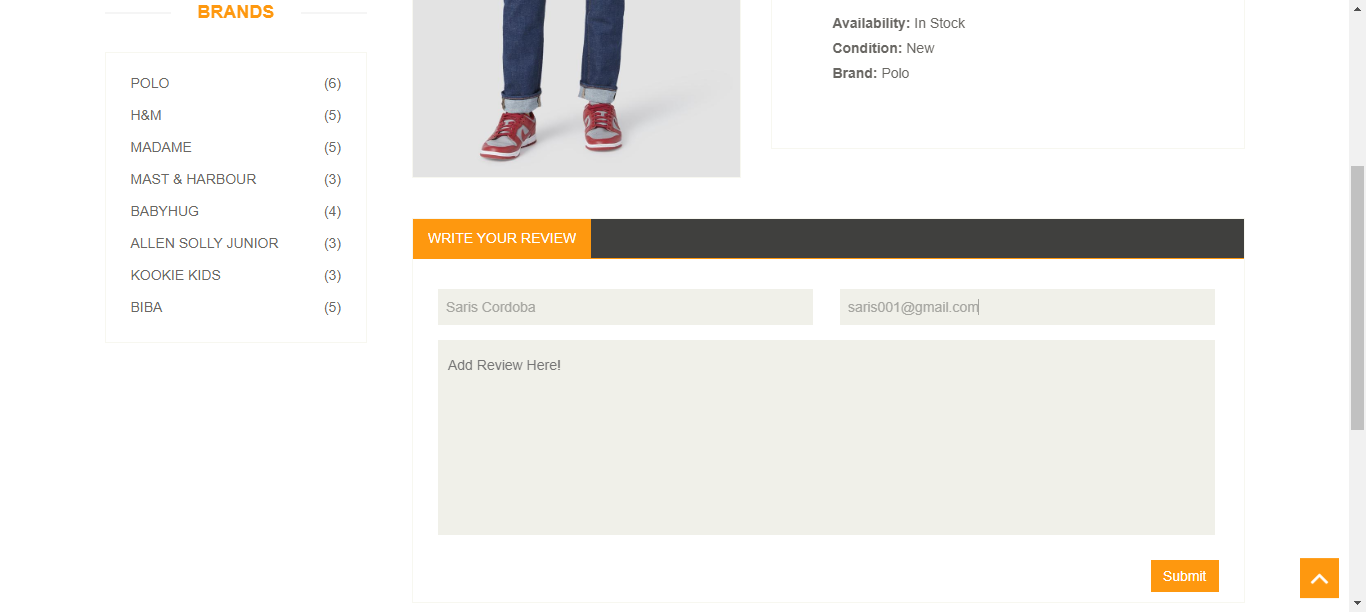 BRANDS
POLO (6)
H&M (5)
MADAME (5)
MAST & HARBOUR (3)
BABYHUG (4)
ALLEN SOLLY JUNIOR (3)
KOOKIE KIDS (3)
BIBA (5)
Availability: In Stock
Condition: New
Brand: Polo
WRITE YOUR REVIEW
Saris Cordoba saris001@gmail.com
Add Review Here!
Submit